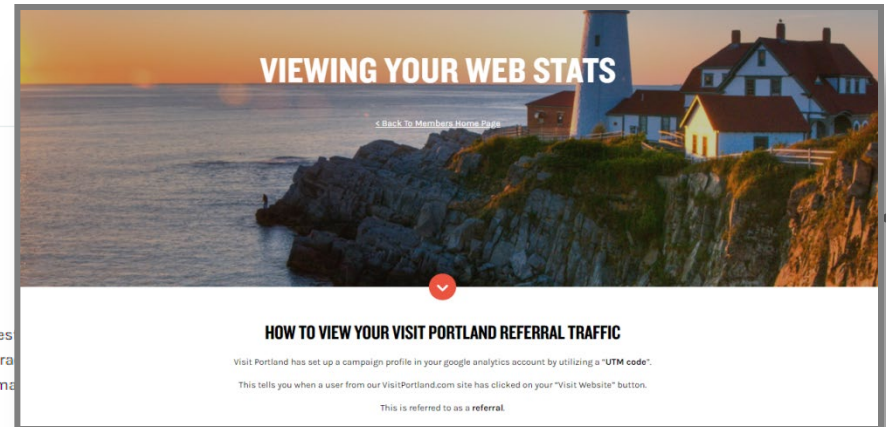 VIEWING YOUR WEB STATS
< Back To Members Home Page
HOW TO VIEW YOUR VISIT PORTLAND REFERRAL TRAFFIC
Visit Portland has set up a campaign profile in your google analytics account by utilizing a "UTM code".
This tells you when a user from our VisitPortland.com site has clicked on your "Visit Website" button.
This is referred to as a referral.